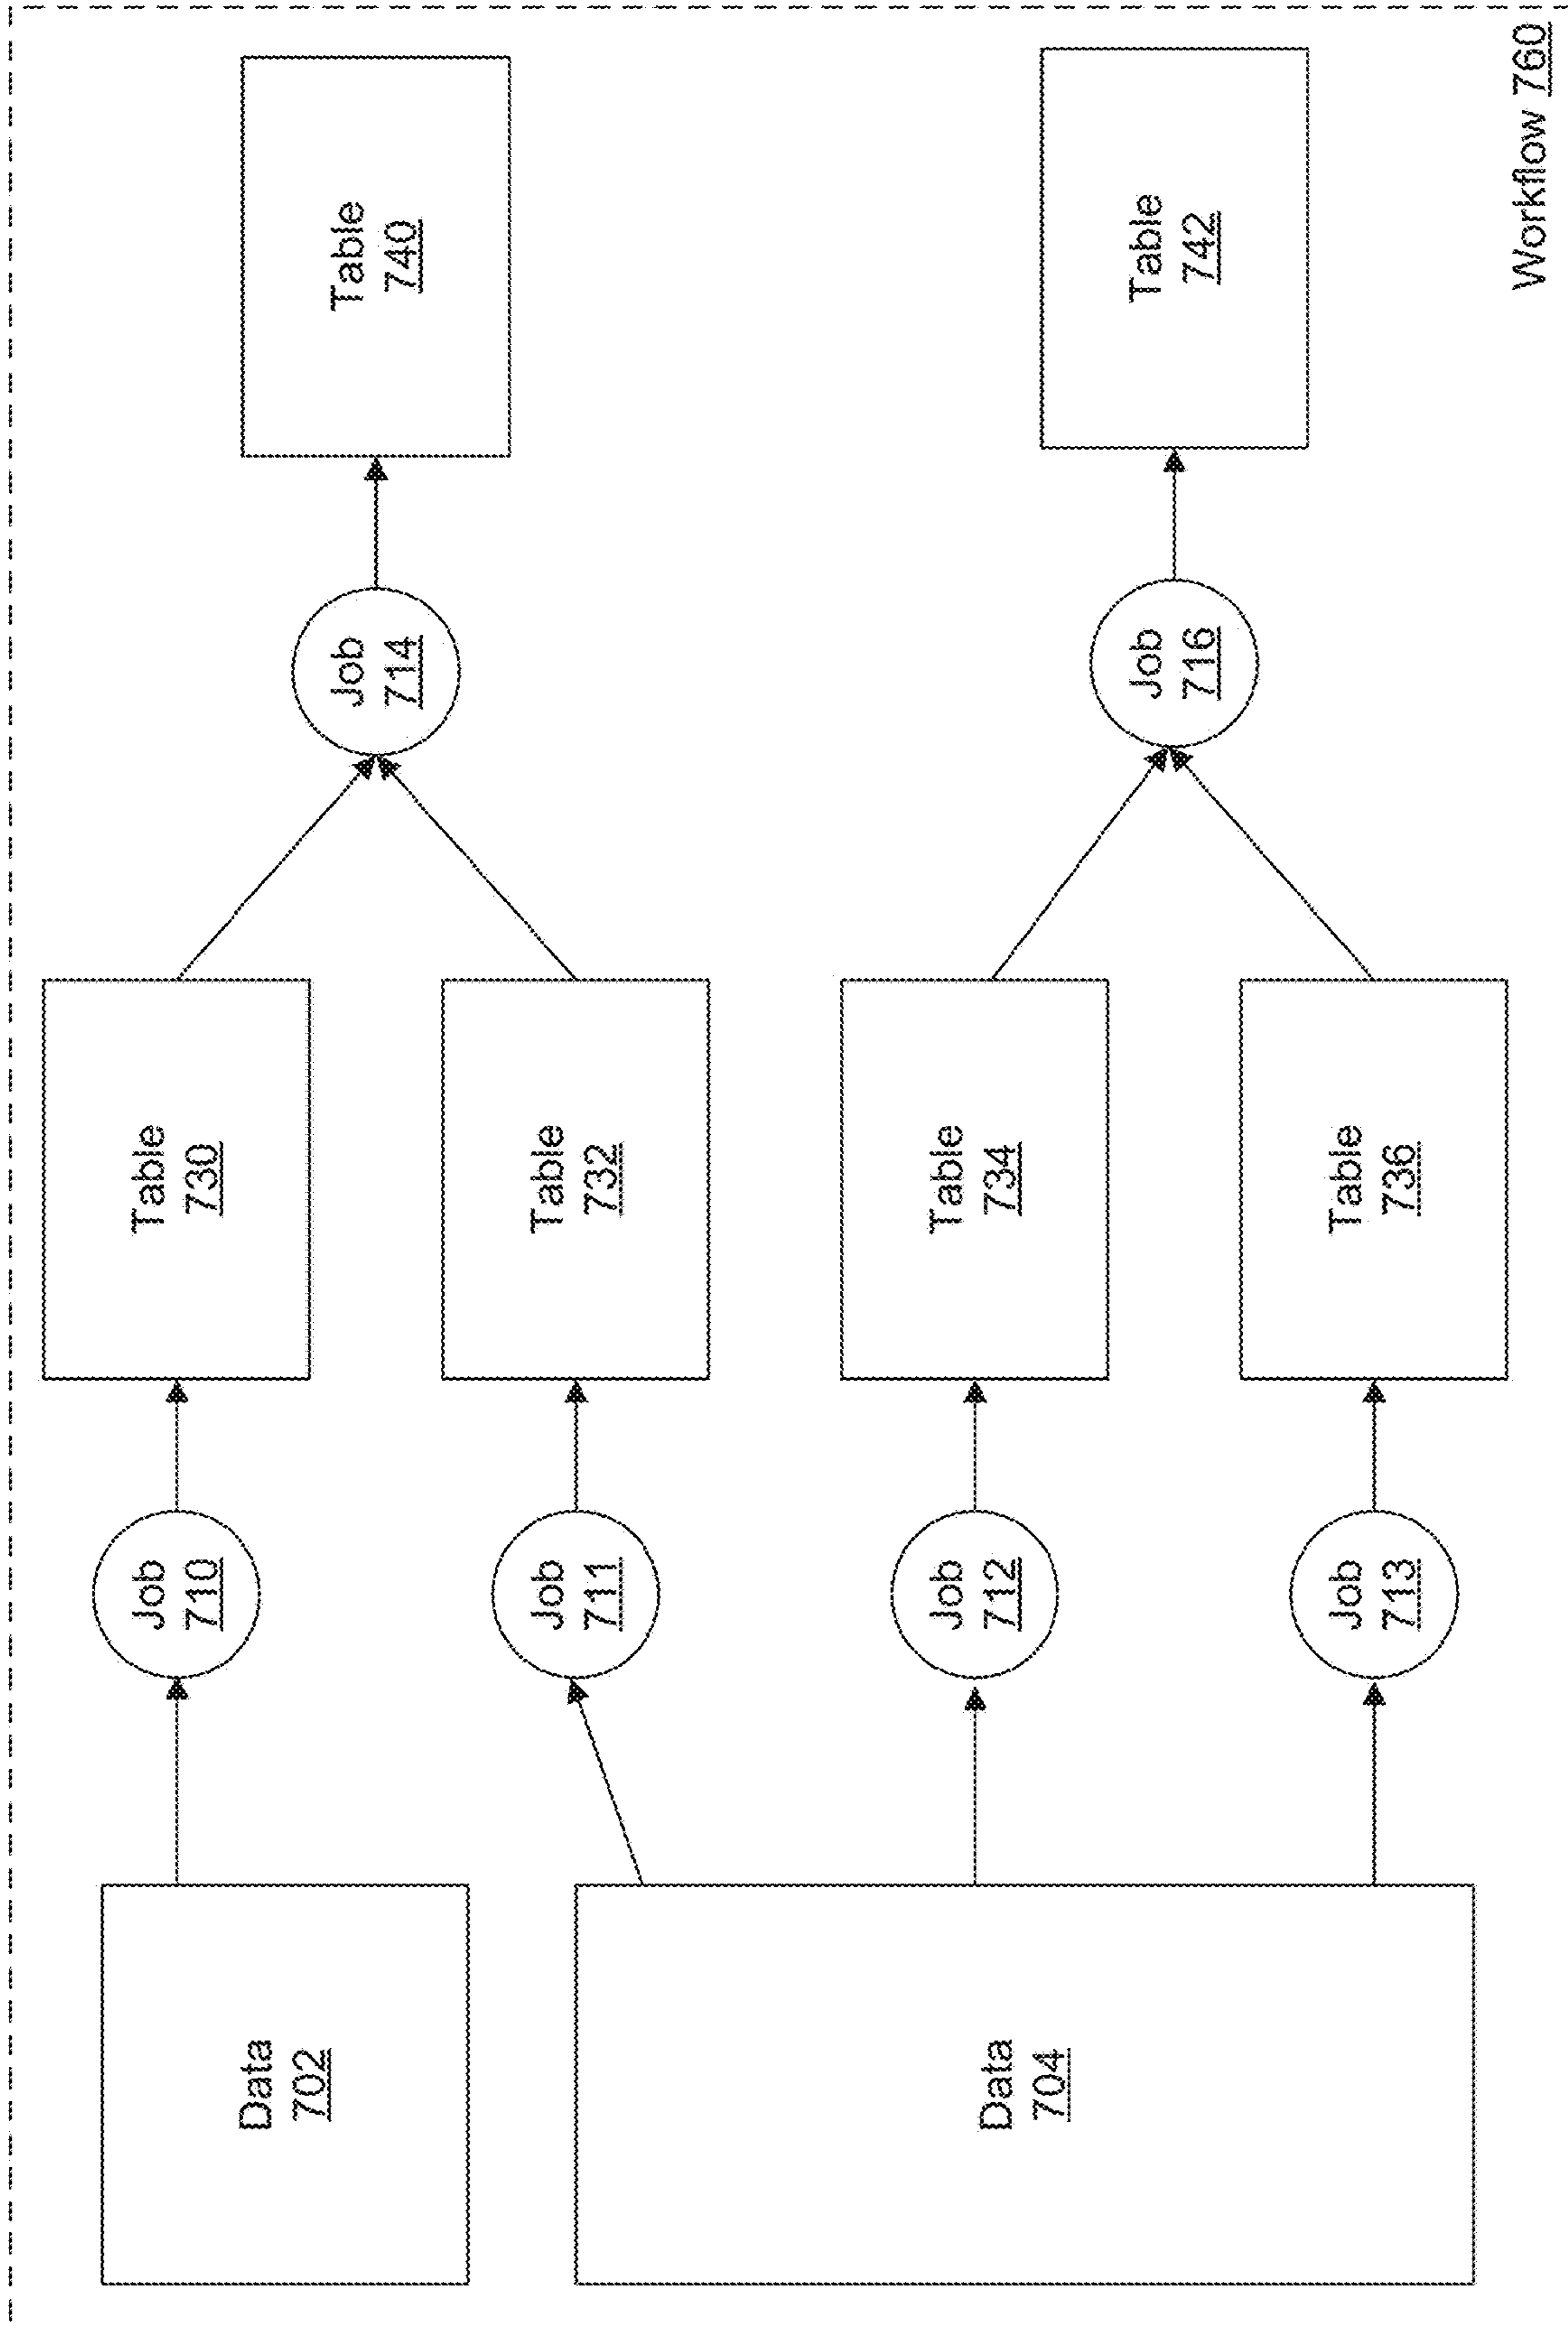 Data
702
Data
704
Job
710
Job
711
Job
712
Job
713
Table
730
Table
732
Table
734
Table
736
Job
714
Job
716
Table
740
Table
742
Workflow 760